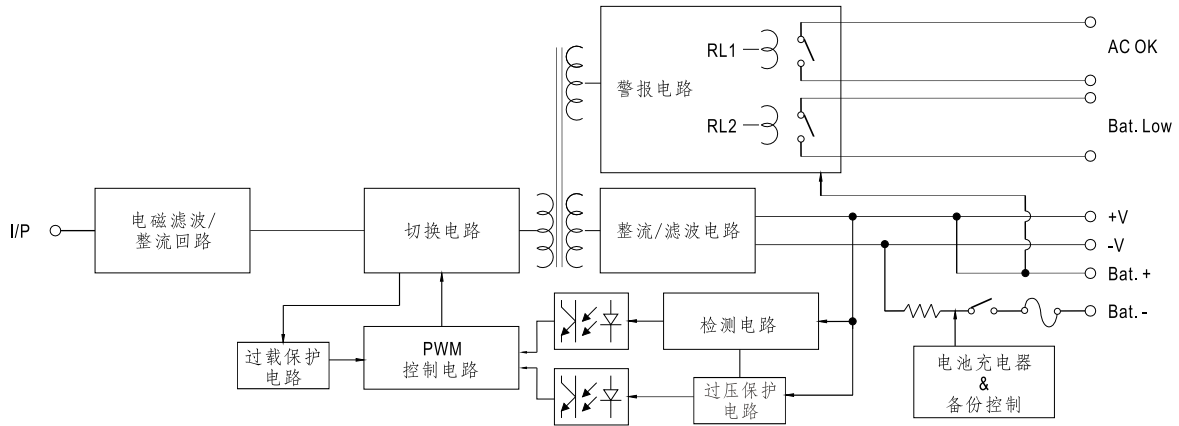 RL1
AC OK
警报电路
RL2
Bat. Low
I/P
电磁滤波/
整流回路
切换电路
整流/滤波电路
+V
-V
Bat. +
Bat. -
过载保护
电路
PWM
控制电路
检测电路
过压保护
电路
电池充电器
&
备份控制